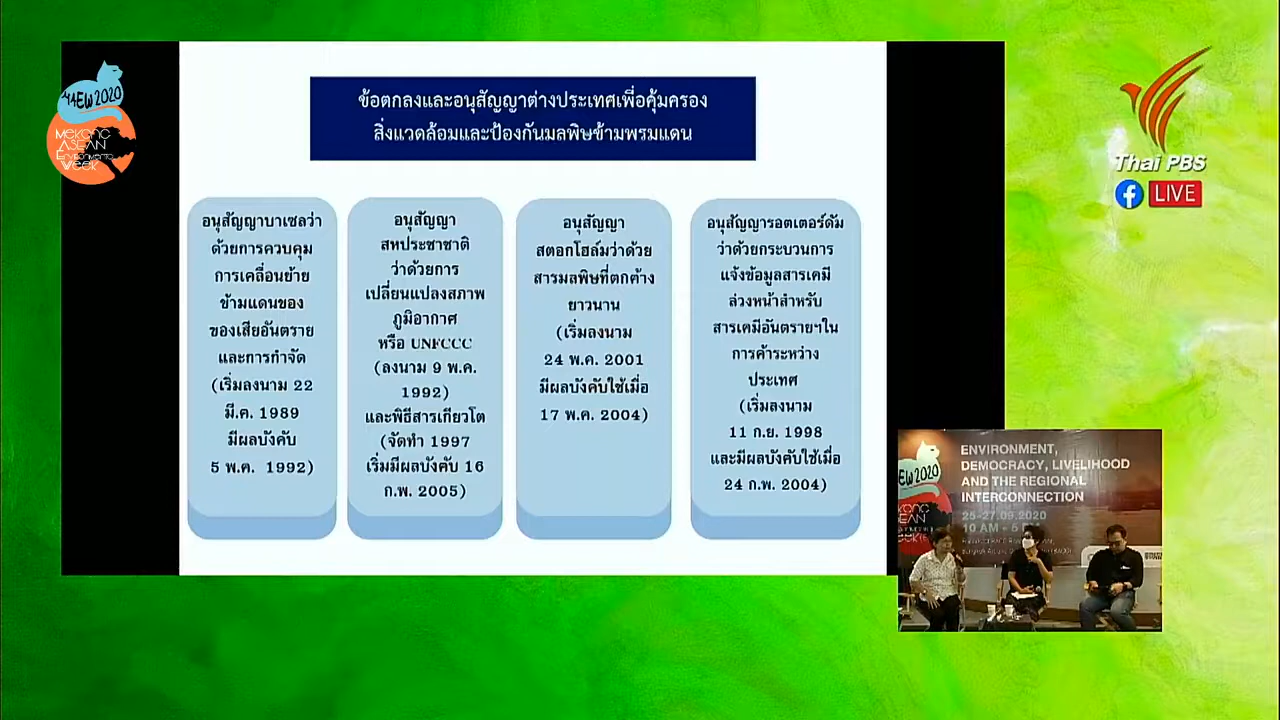 ข้อตกลงและอนุสัญญาต่างประเทศเพื่อคุ้มครอง
สิ่งแวดล้อมและป้องกันมลพิษข้ามพรมแดน
อนุสัญญาบาเซลว่า
ด้วยการควบคุม
การเคลื่อนย้าย
ข้ามแดนของ
ของเสียอันตราย
และการกำจัด
(เริ่มลงนาม 22
มี.ค. 1989
มีผลบังคับ
5 พ.ค. 1992)
อนุสัญญา
สหประชาชาติ
ว่าด้วยการ
เปลี่ยนแปลงสภาพ
ภูมิอากาศ
หรือ UNFCCC
(ลงนาม 9 พ.ค.
1992)
และพิธีสารเกียวโต
(จัดทำ 1997
เริ่มมีผลบังคับ 16
ก.พ. 2005)
อนุสัญญา
สตอกโฮล์มว่าด้วย
สารมลพิษที่ตกค้าง
ยาวนาน
(เริ่มลงนาม
24 พ.ค. 2001
มีผลบังคับใช้เมื่อ
17 พ.ค. 2004)
อนุสัญญารอตเตอร์ดัม
ว่าด้วยกระบวนการ
แจ้งข้อมูลสารเคมี
ล่วงหน้าสำหรับ
สารเคมีอันตรายฯใน
การค้าระหว่าง
ประเทศ
(เริ่มลงนาม
11 ก.ย. 1998
และมีผลบังคับใช้เมื่อ
24 ก.พ. 2004)
MAEW 2020
MEKONG
ASEAN
Environmental
Week
Thai PBS
LIVE
EW 2020
ENVIRONMENT,
DEMOCRACY, LIVELIHOOD
AND THE REGIONAL
INTERCONNECTION
25-27.09.2020
10 AM - 5 PM